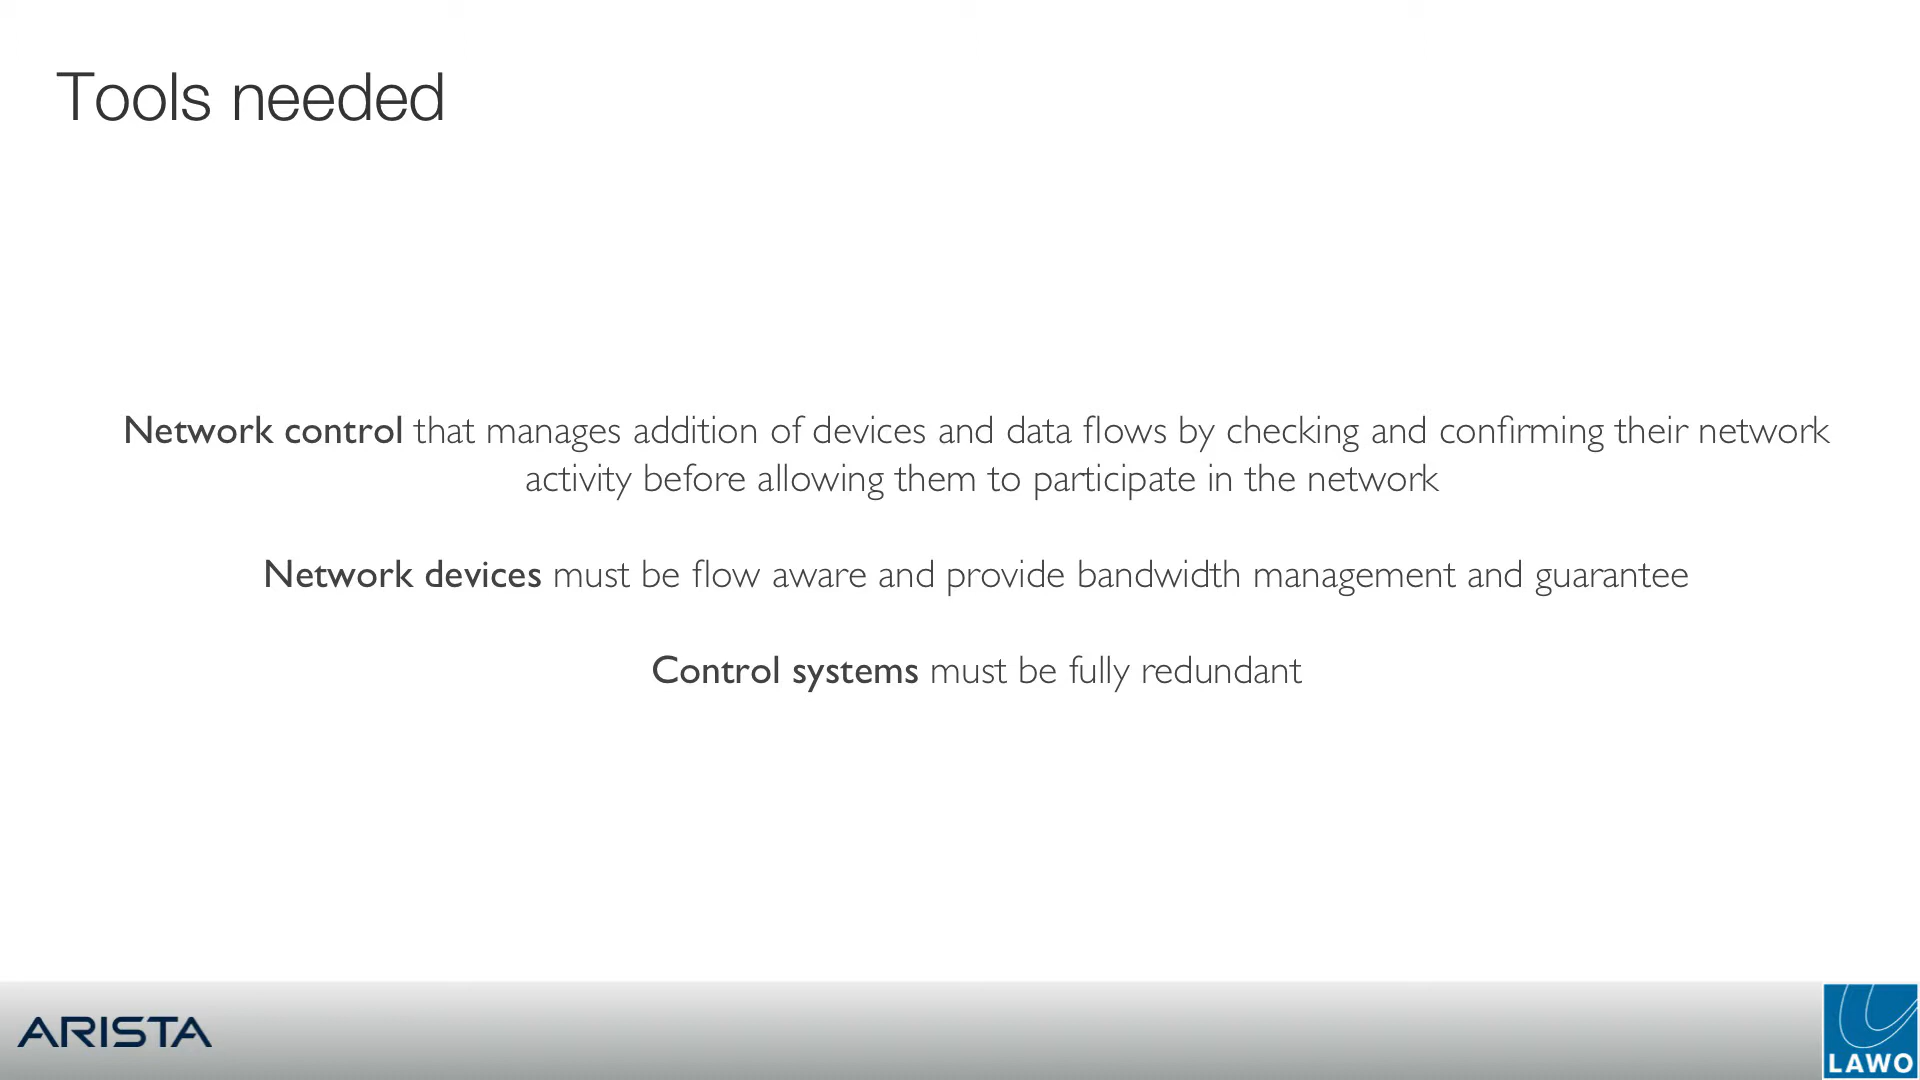 Tools needed
Network control that manages addition of devices and data flows by checking and confirming their network
activity before allowing them to participate in the network
Network devices must be flow aware and provide bandwidth management and guarantee
Control systems must be fully redundant
ARISTA
LAWO